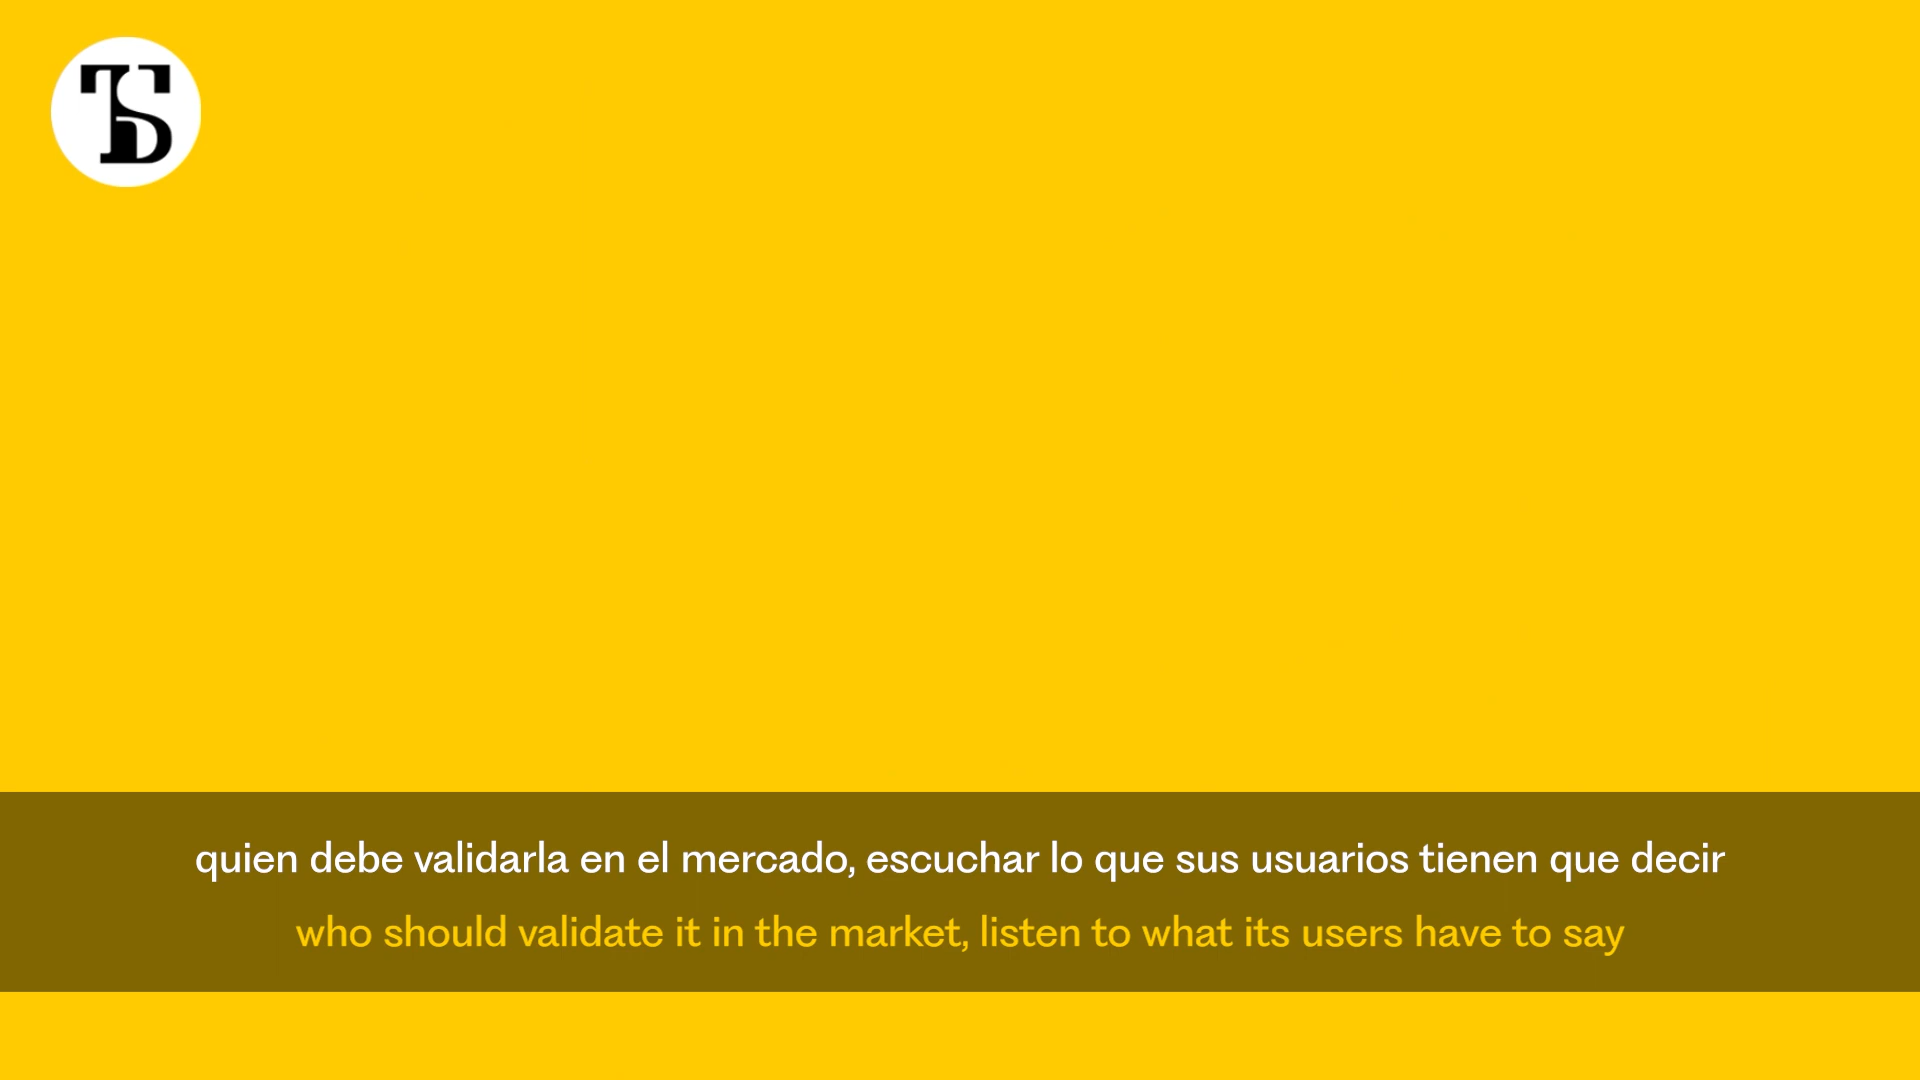 TS
quien debe validarla en el mercado, escuchar lo que sus usuarios tienen que decir
who should validate it in the market, listen to what its users have to say